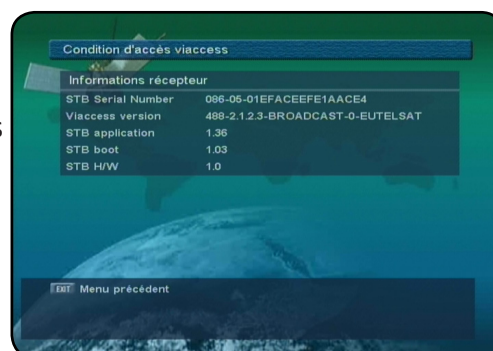 Condition d'accès viaccess
Informations récepteur
STB Serial Number 086-05-01EFACEEFE1AACE4
Viaccess version 488-2.1.2.3-BROADCAST-0-EUTELSAT
STB application 1.36
STB boot 1.03
STB H/W 1.0
EXIT Menu précédent